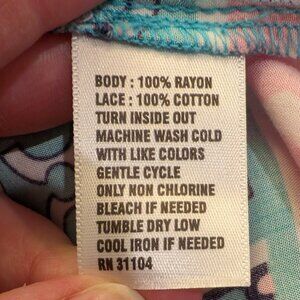 BODY : 100% RAYON
LACE : 100% COTTON
TURN INSIDE OUT
MACHINE WASH COLD
WITH LIKE COLORS
GENTLE CYCLE
ONLY NON CHLORINE
BLEACH IF NEEDED
TUMBLE DRY LOW
COOL IRON IF NEEDED
RN 31104